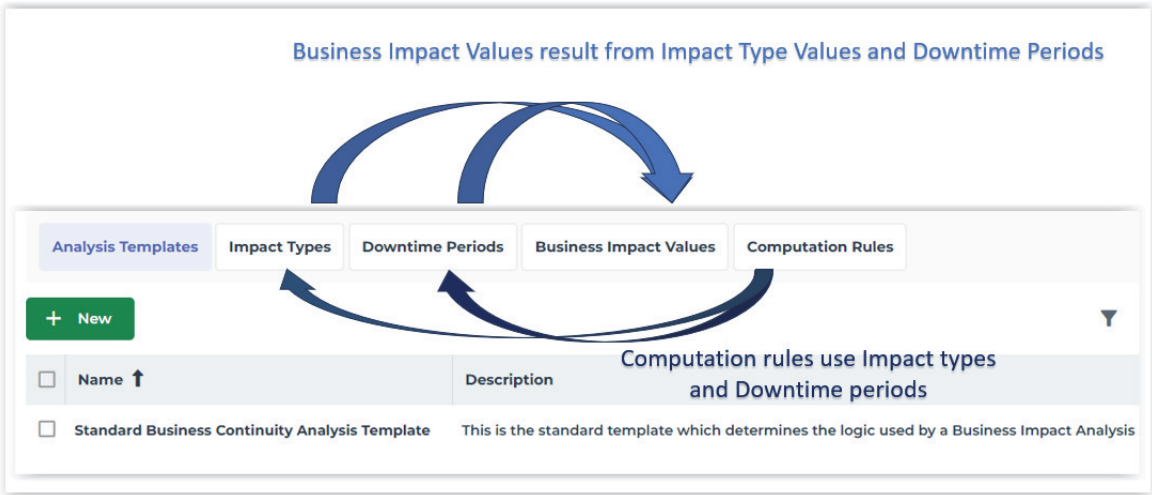 Business Impact Values result from Impact Type Values and Downtime Periods
Analysis Templates Impact Types Downtime Periods Business Impact Values Computation Rules
+ New
Computation rules use Impact types
and Downtime periods
Name ↑ Description
Standard Business Continuity Analysis Template This is the standard template which determines the logic used by a Business Impact Analysis